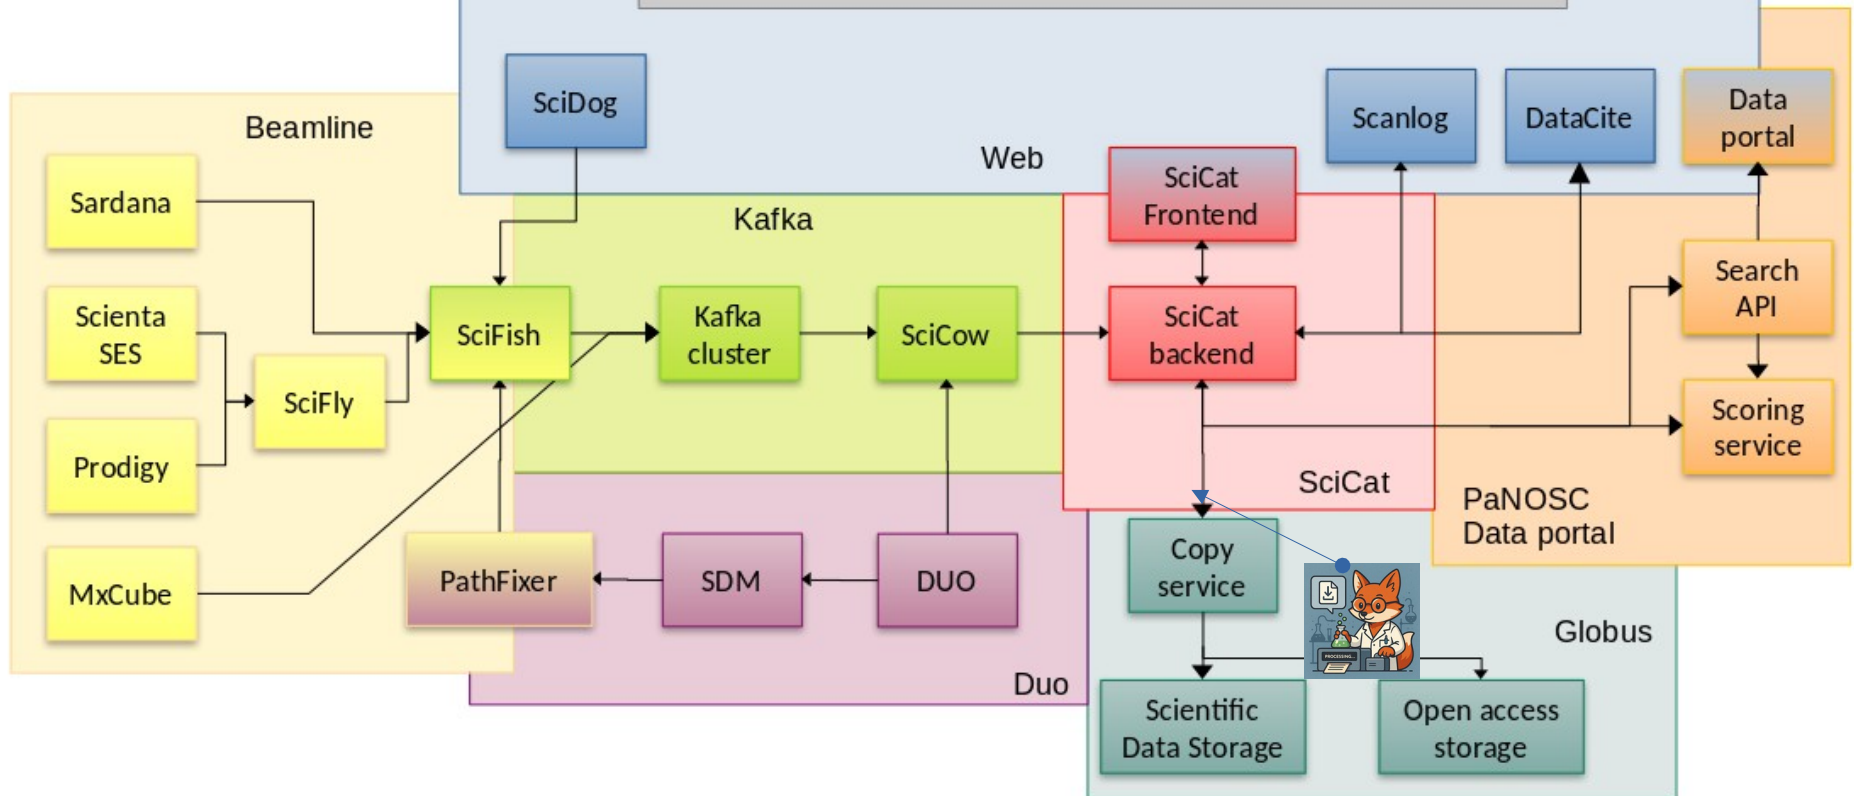 SciDog
Scanlog
DataCite
Data
portal
Beamline
Web
SciCat
Frontend
Sardana
Kafka
Search
API
Scienta
SES
SciFish
Kafka
cluster
SciCow
SciCat
backend
SciFly
Scoring
service
Prodigy
SciCat
PaNOSC
Data portal
MxCube
PathFixer
SDM
DUO
Copy
service
Globus
PROCESSING...
Duo
Scientific
Data Storage
Open access
storage